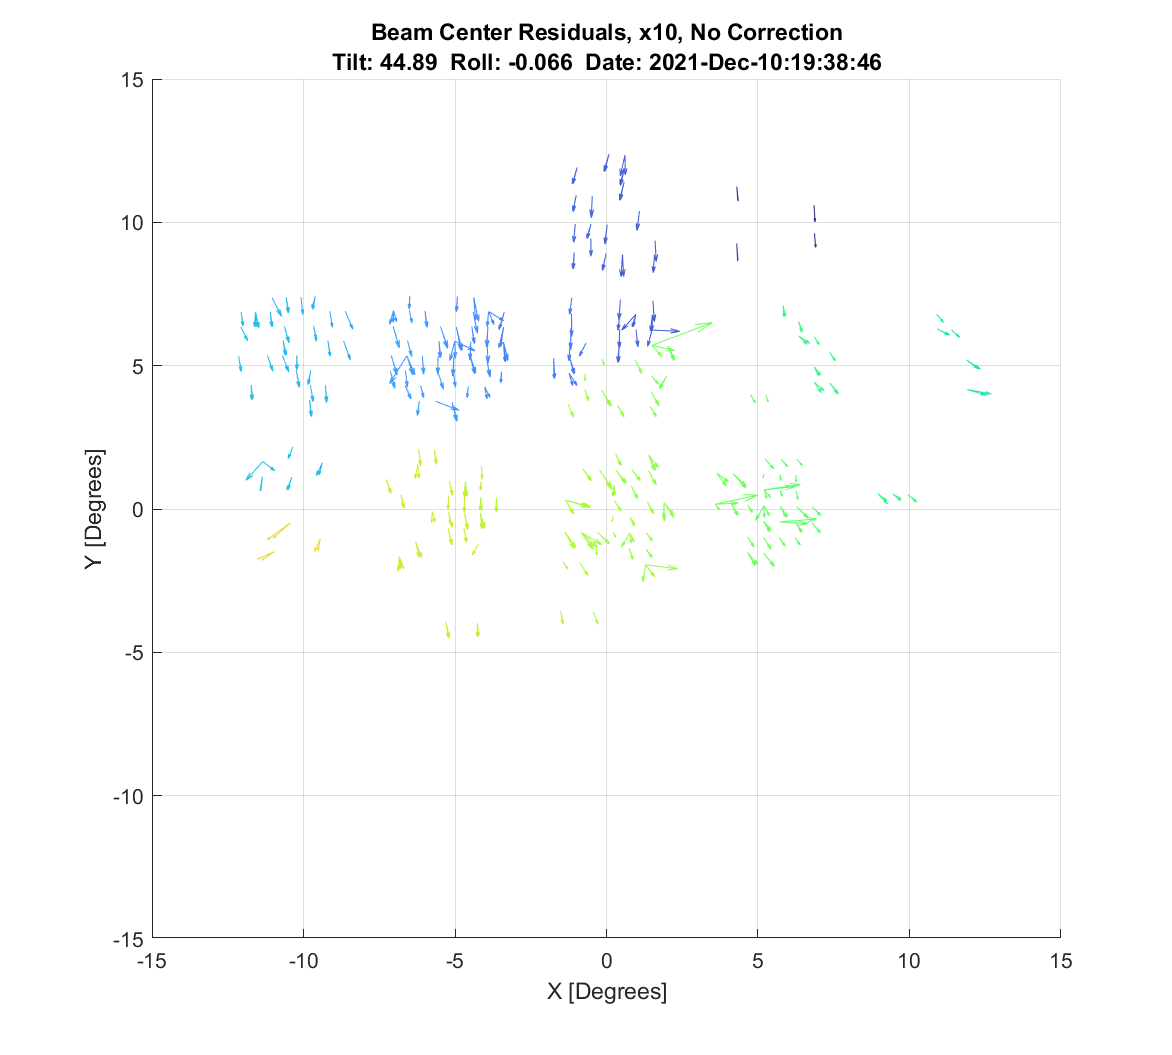 Beam Center Residuals, x10, No Correction
Tilt: 44.89 Roll: -0.066 Date: 2021-Dec-10:19:38:46
15
10
5
0
-5
-10
-15
Y [Degrees]
-15 -10 -5 0 5 10 15
X [Degrees]